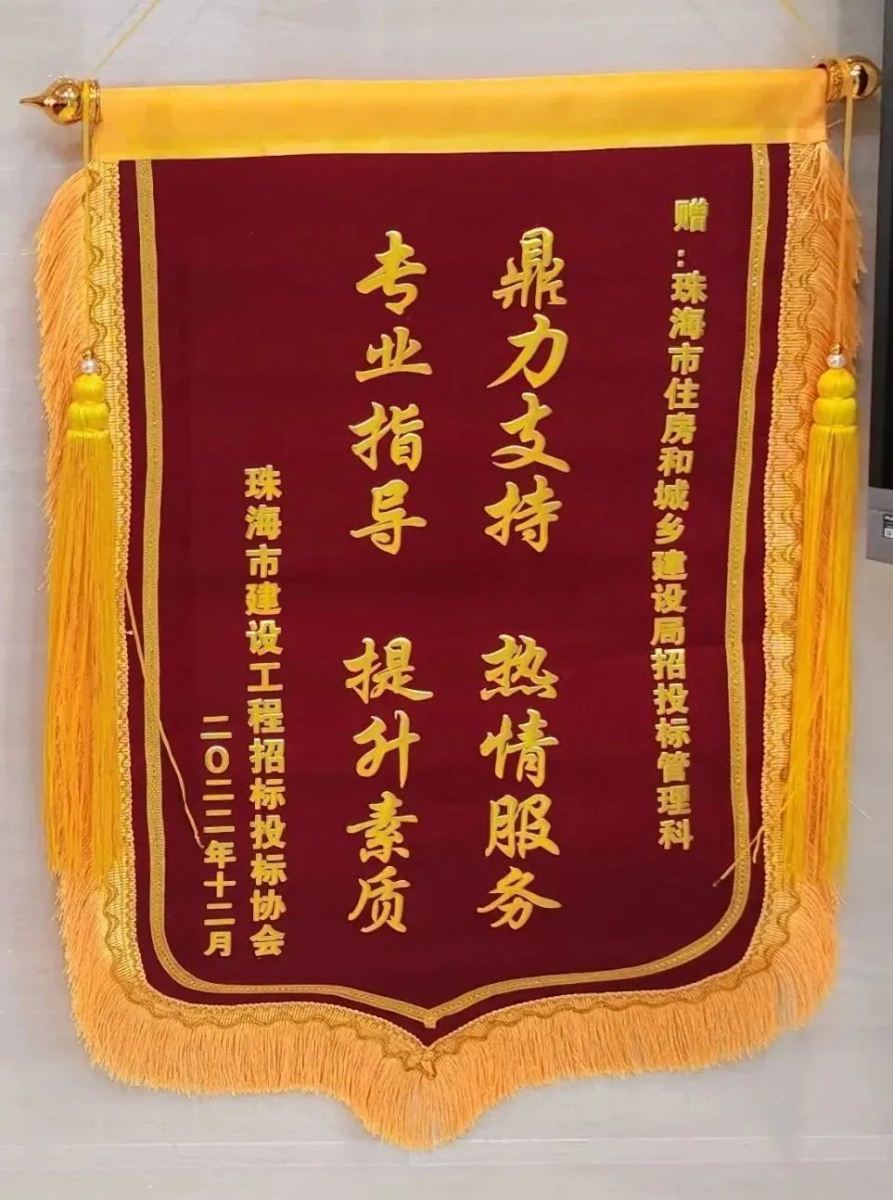 赠：珠海市住房和城乡建设局招投标管理科
鼎力支持 热情服务
专业指导 提升素质
珠海市建设工程招标投标协会
二〇二二年十二月